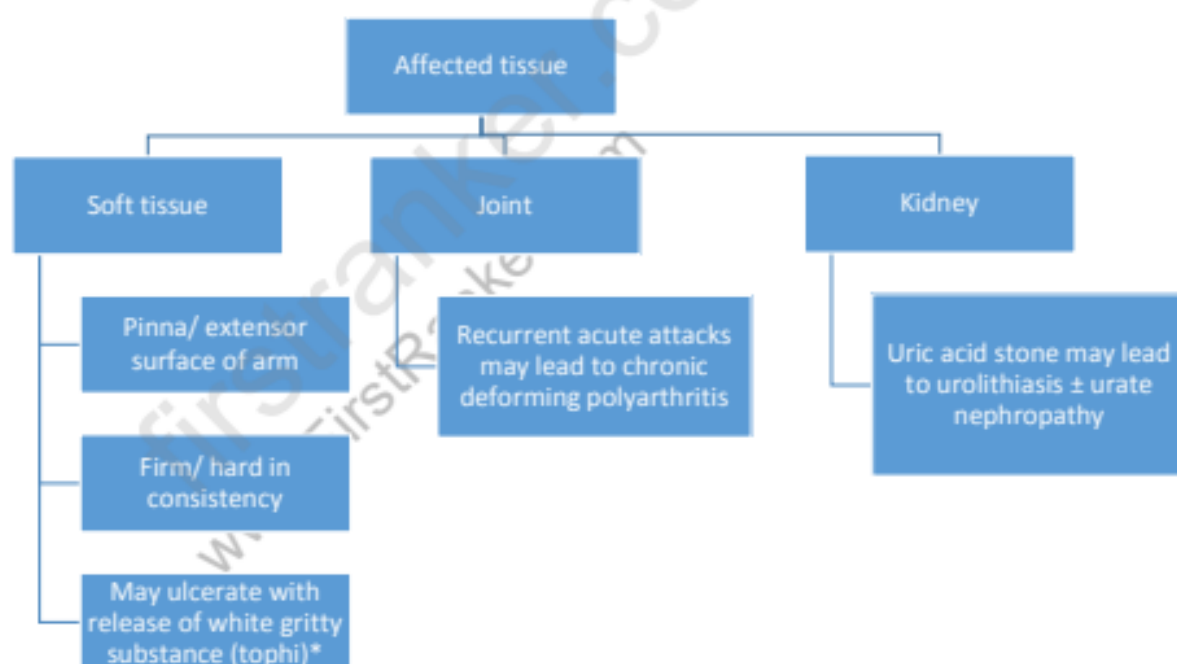 Affected tissue
Soft tissue
Joint
Kidney
Pinna/ extensor
surface of arm
Firm/ hard in
consistency
May ulcerate with
release of white gritty
substance (tophi)*
Recurrent acute attacks
may lead to chronic
deforming polyarthritis
Uric acid stone may lead
to urolithiasis ± urate
nephropathy
firstranker.co